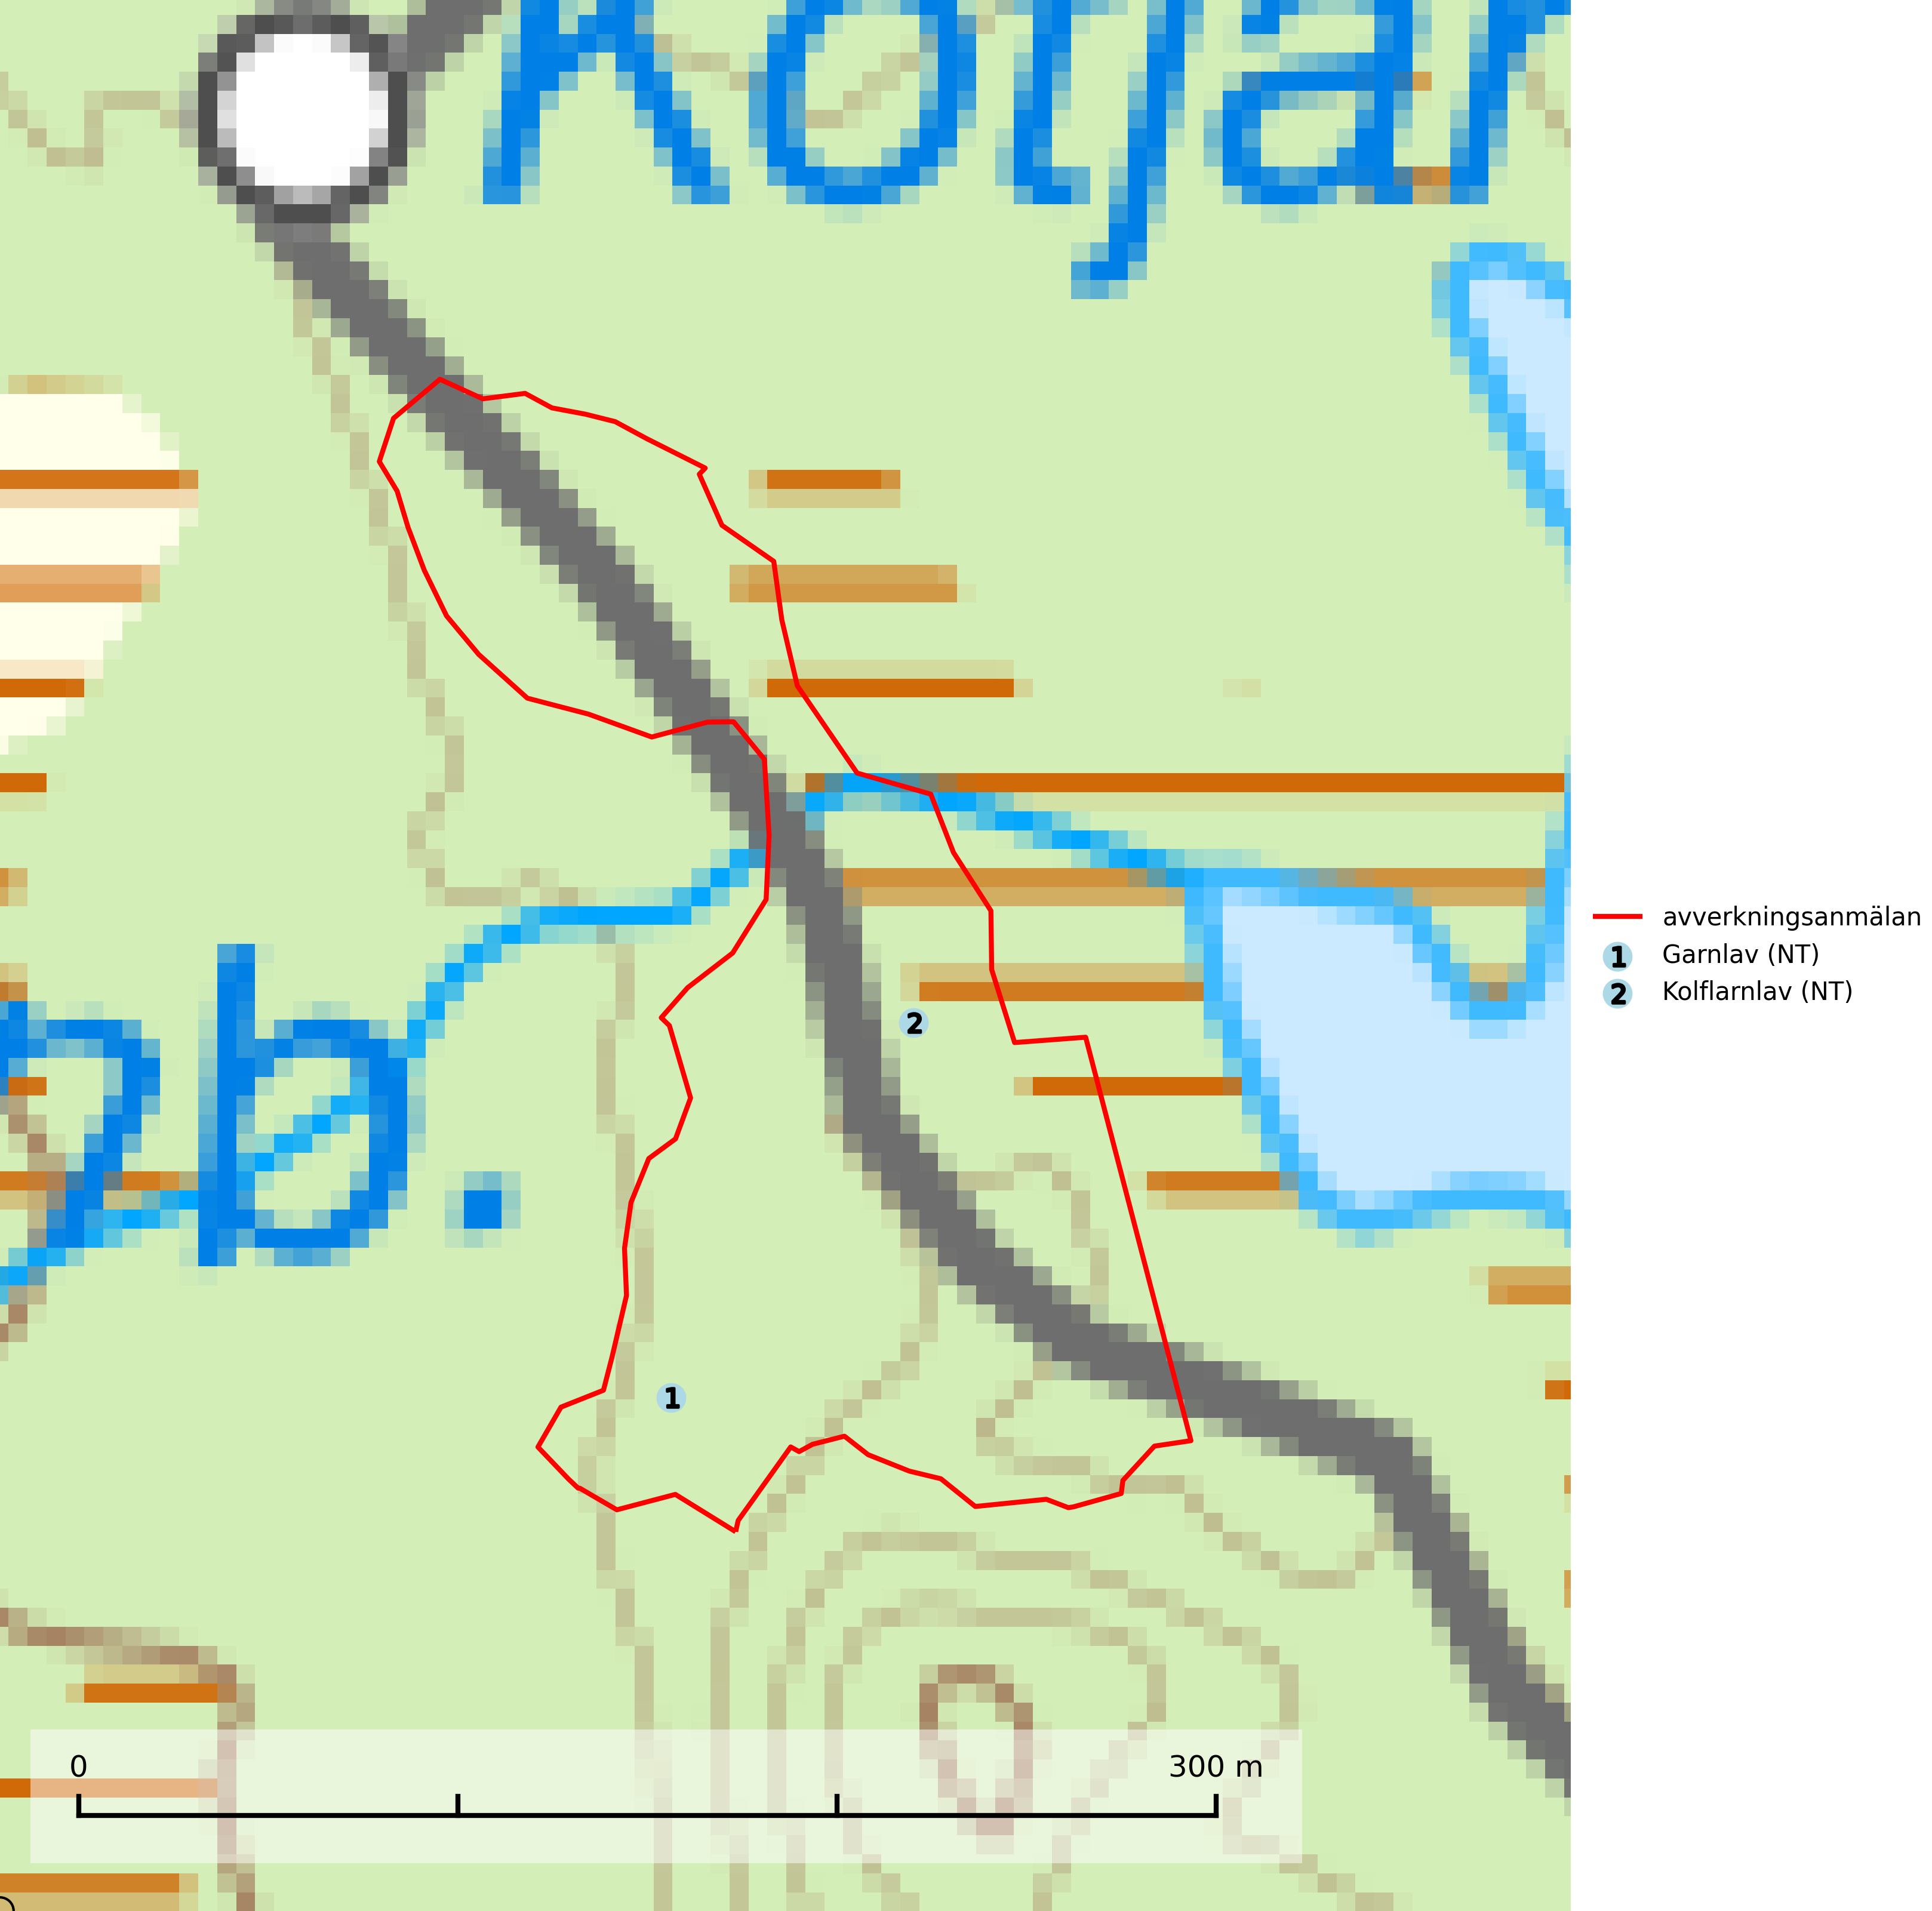 avverkningsanmälan
1 Garnlav (NT)
2 Kolflarnlav (NT)
2
1
0 300 m